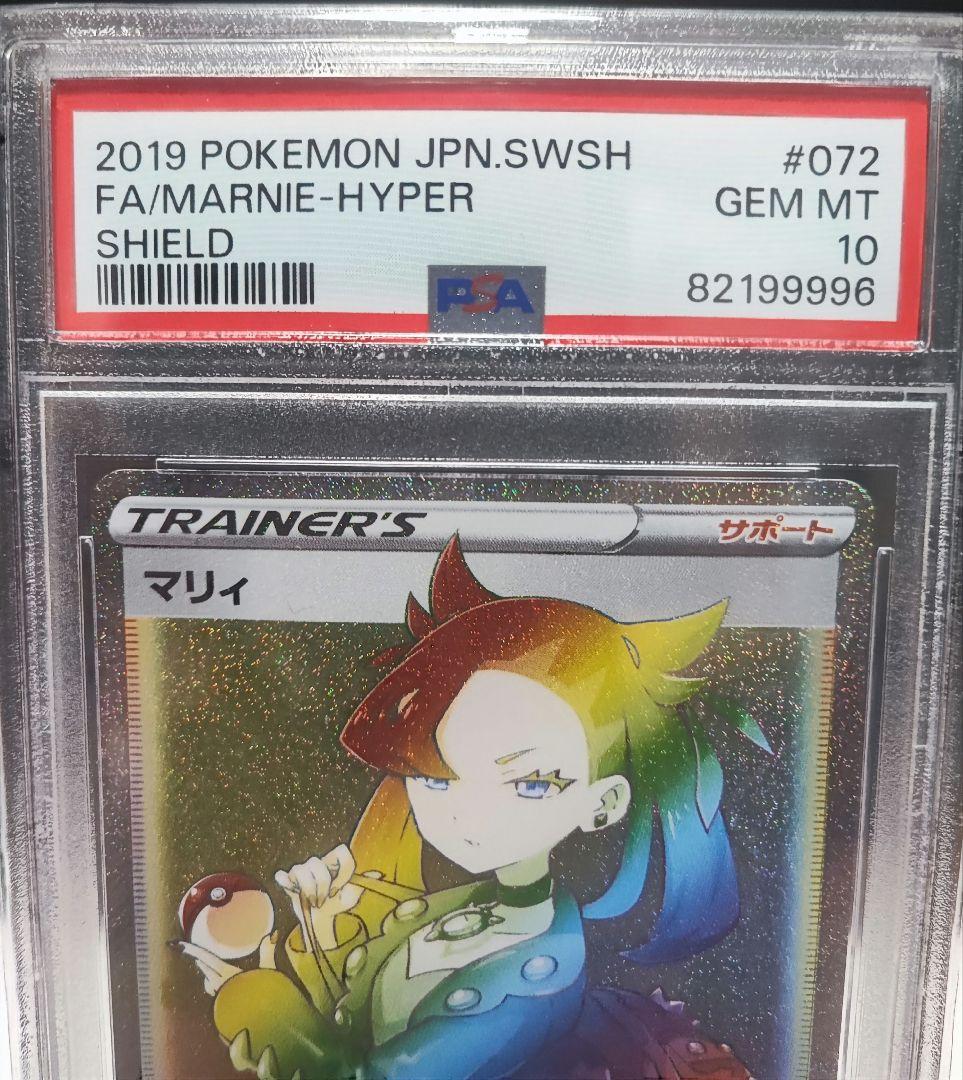 2019 POKEMON JPN.SWSH #072
FA/MARNIE-HYPER GEM MT
SHIELD 10
PSA 82199996
TRAINER'S サポート
マリィ